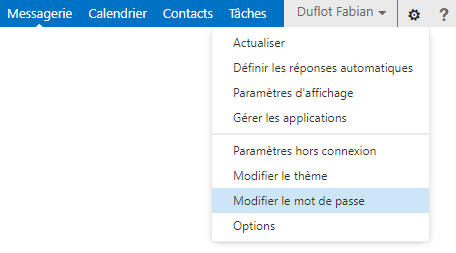 Messagerie Calendrier Contacts Tâches Duflot Fabian ?
Actualiser
Définir les réponses automatiques
Paramètres d'affichage
Gérer les applications
Paramètres hors connexion
Modifier le thème
Modifier le mot de passe
Options